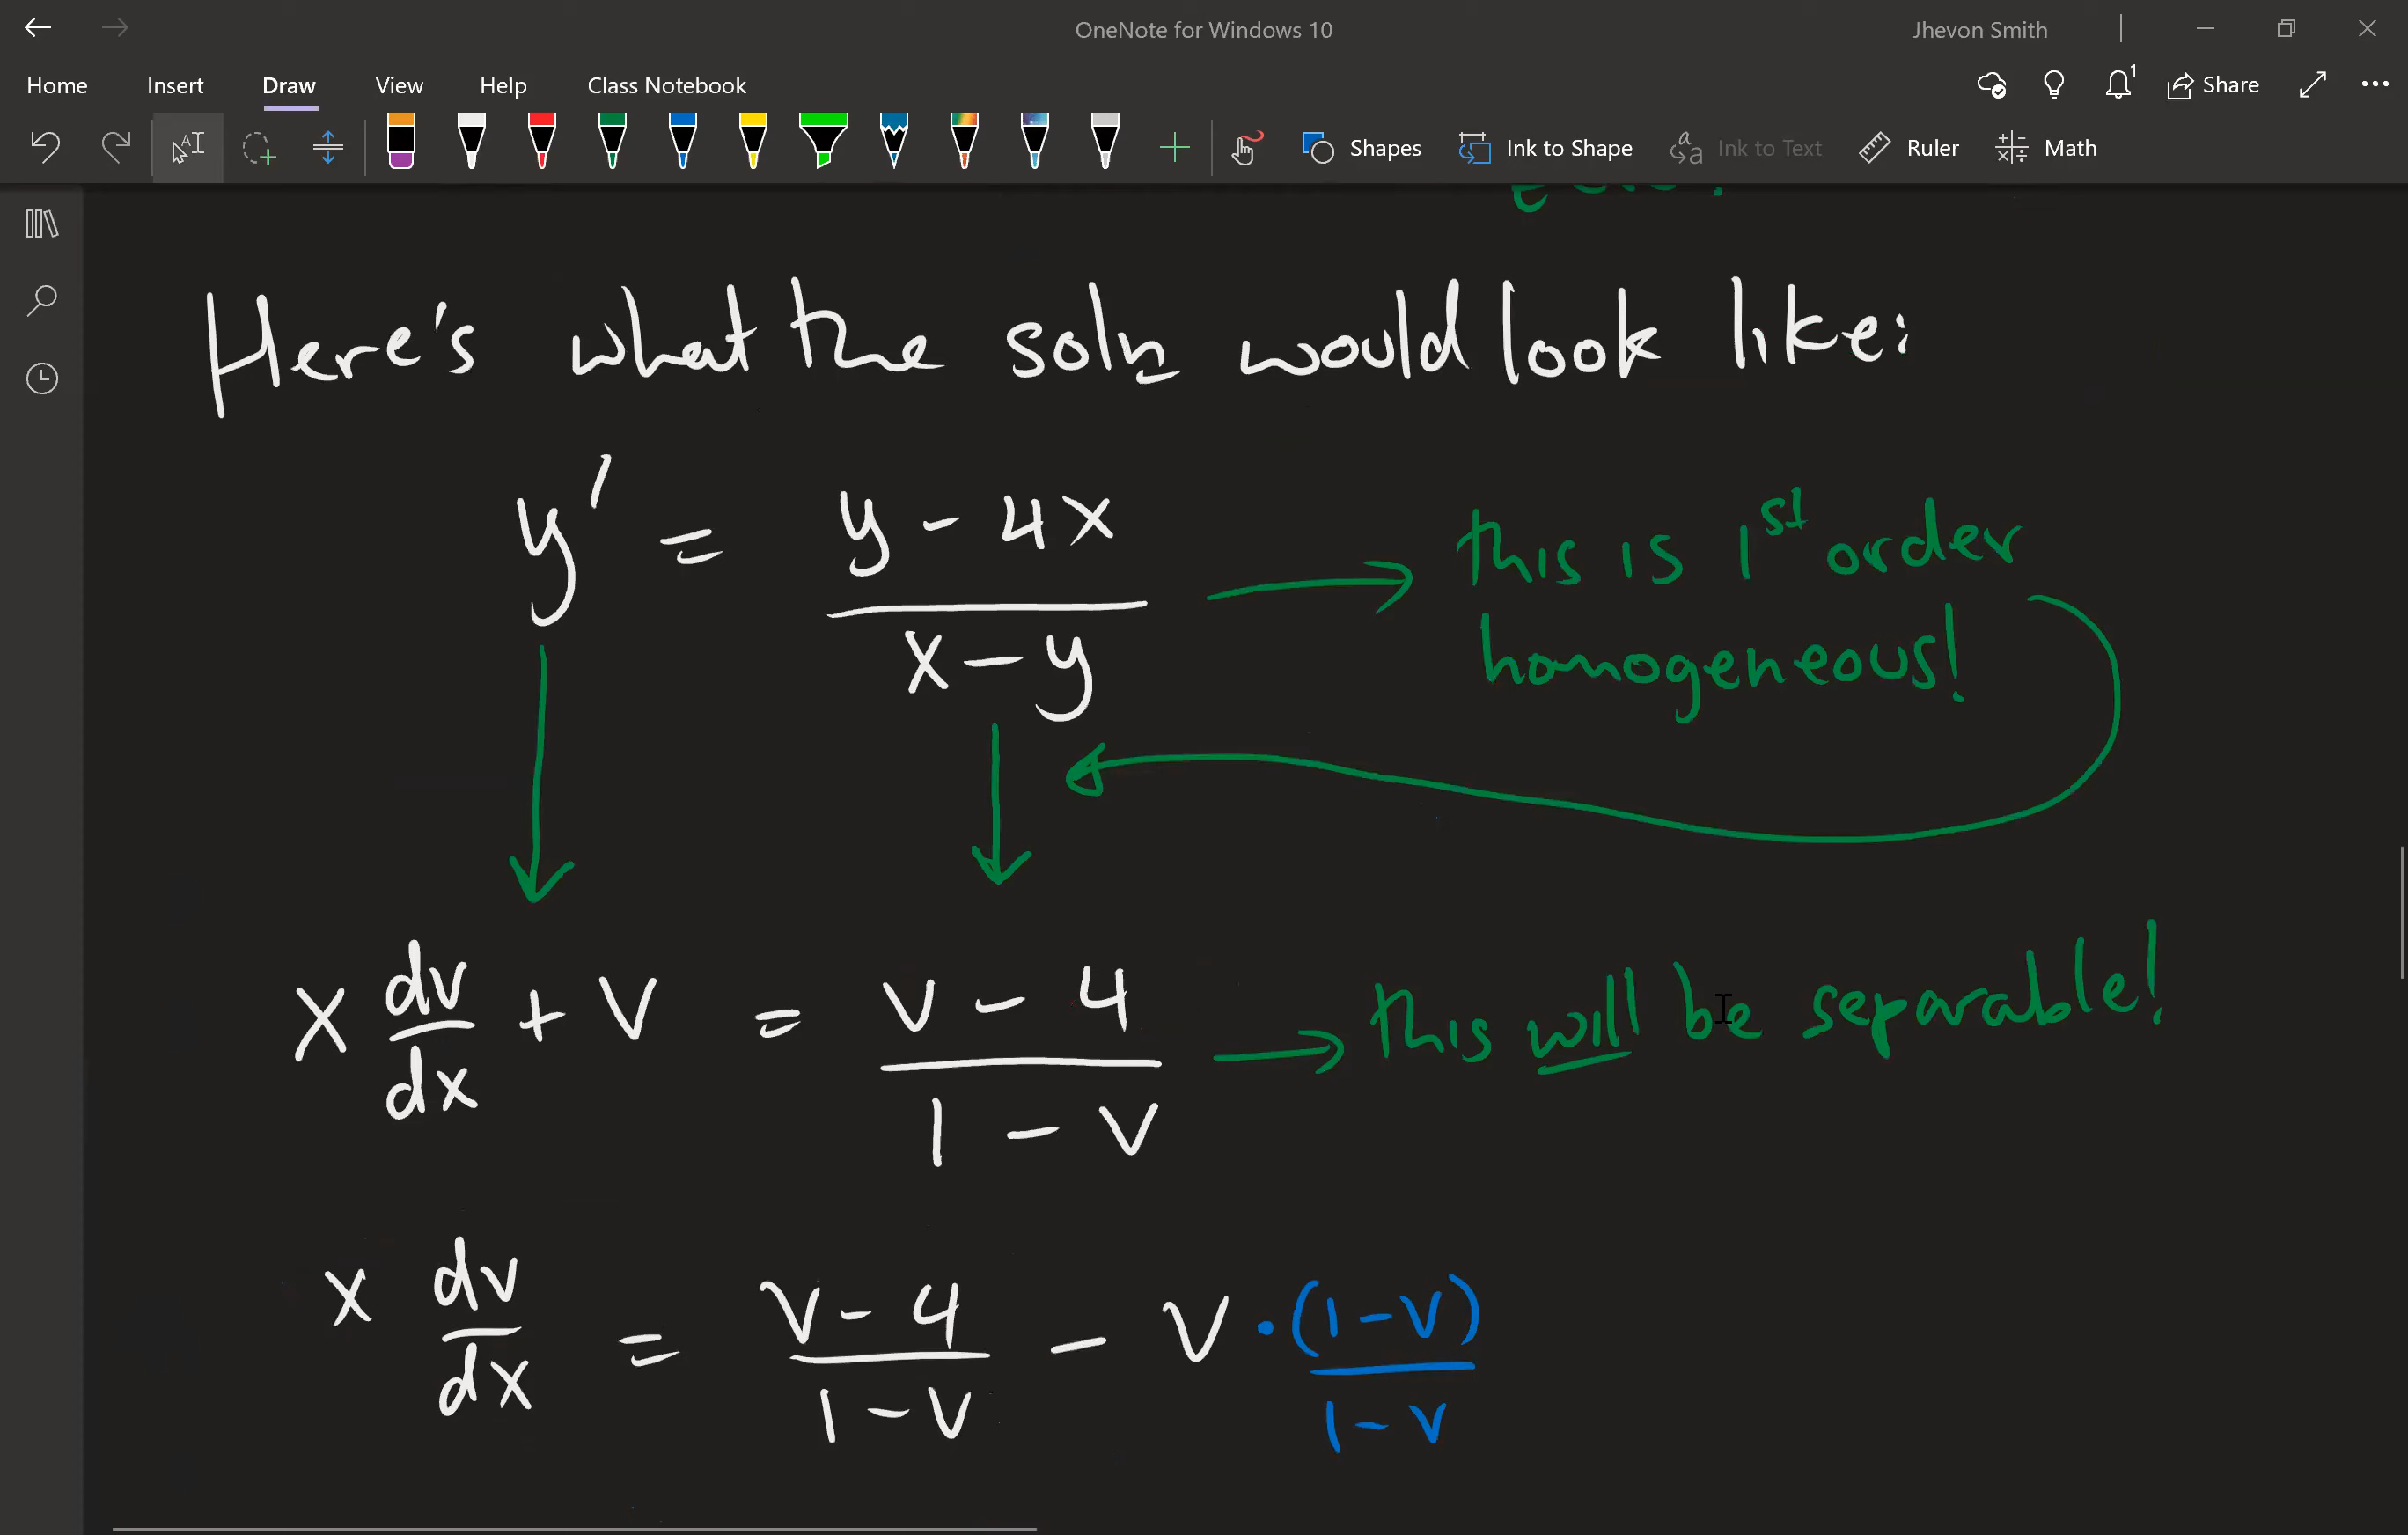 OneNote for Windows 10
Jhevon Smith
Home Insert Draw View Help Class Notebook
1
Share
Shapes Ink to Shape Ink to Text Ruler Math
Here's what the soln would look like:
y' = (y - 4x)/(x - y) → this is 1st order
homogeneous!
x dv/dx + v = (v - 4)/(1 - v) → this will be separable!
x dv/dx = (v - 4)/(1 - v) - v · (1 - v)/(1 - v)